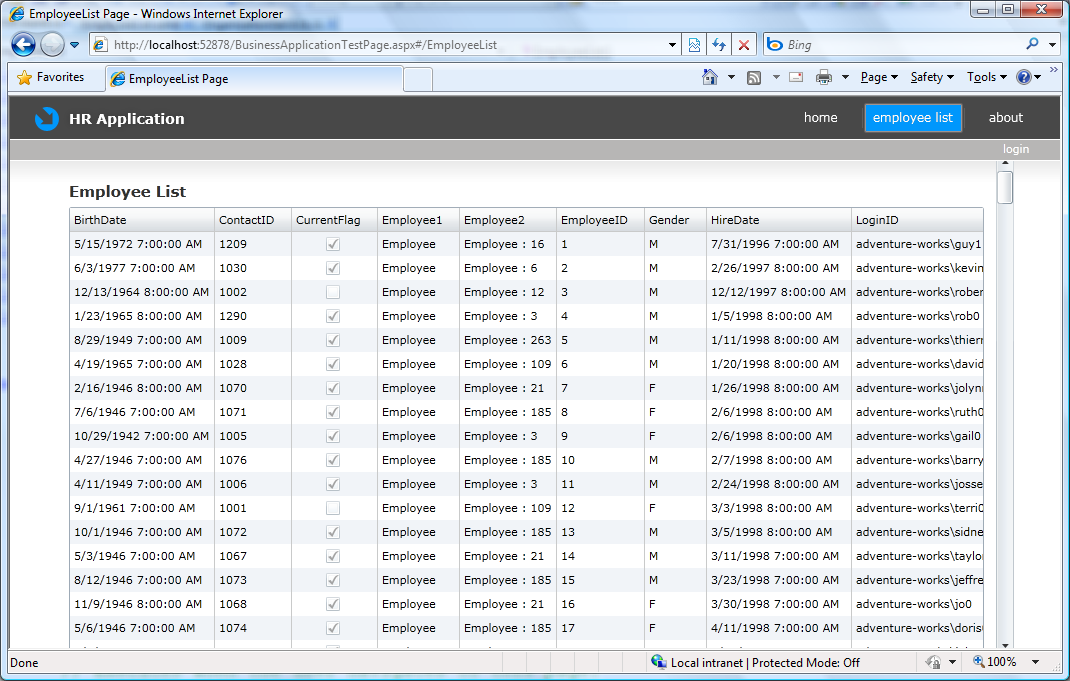 EmployeeList Page - Windows Internet Explorer
http://localhost:52878/BusinessApplicationTestPage.aspx#/EmployeeList
Bing
Favorites
EmployeeList Page
Page
Safety
Tools
HR Application
home
employee list
about
login
Employee List
BirthDate ContactID CurrentFlag Employee1 Employee2 EmployeeID Gender HireDate LoginID
5/15/1972 7:00:00 AM 1209 Employee Employee : 16 1 M 7/31/1996 7:00:00 AM adventure-works\guy1
6/3/1977 7:00:00 AM 1030 Employee Employee : 6 2 M 2/26/1997 8:00:00 AM adventure-works\kevin
12/13/1964 8:00:00 AM 1002 Employee Employee : 12 3 M 12/12/1997 8:00:00 AM adventure-works\rober
1/23/1965 8:00:00 AM 1290 Employee Employee : 3 4 M 1/5/1998 8:00:00 AM adventure-works\rob0
8/29/1949 7:00:00 AM 1009 Employee Employee : 263 5 M 1/11/1998 8:00:00 AM adventure-works\thierr
4/19/1965 7:00:00 AM 1028 Employee Employee : 109 6 M 1/20/1998 8:00:00 AM adventure-works\david
2/16/1946 8:00:00 AM 1070 Employee Employee : 21 7 F 1/26/1998 8:00:00 AM adventure-works\jolynn
7/6/1946 7:00:00 AM 1071 Employee Employee : 185 8 F 2/6/1998 8:00:00 AM adventure-works\ruth0
10/29/1942 7:00:00 AM 1005 Employee Employee : 3 9 F 2/6/1998 8:00:00 AM adventure-works\gail0
4/27/1946 7:00:00 AM 1076 Employee Employee : 185 10 M 2/7/1998 8:00:00 AM adventure-works\barry
4/11/1949 7:00:00 AM 1006 Employee Employee : 3 11 M 2/24/1998 8:00:00 AM adventure-works\josse
9/1/1961 7:00:00 AM 1001 Employee Employee : 109 12 F 3/3/1998 8:00:00 AM adventure-works\terri0
10/1/1946 7:00:00 AM 1072 Employee Employee : 185 13 M 3/5/1998 8:00:00 AM adventure-works\sidne
5/3/1946 7:00:00 AM 1067 Employee Employee : 21 14 M 3/11/1998 7:00:00 AM adventure-works\taylo
8/12/1946 7:00:00 AM 1073 Employee Employee : 185 15 M 3/23/1998 7:00:00 AM adventure-works\jeffre
11/9/1946 8:00:00 AM 1068 Employee Employee : 21 16 F 3/30/1998 7:00:00 AM adventure-works\jo0
5/6/1946 7:00:00 AM 1074 Employee Employee : 185 17 F 4/11/1998 7:00:00 AM adventure-works\doris
Done
Local intranet | Protected Mode: Off
100%